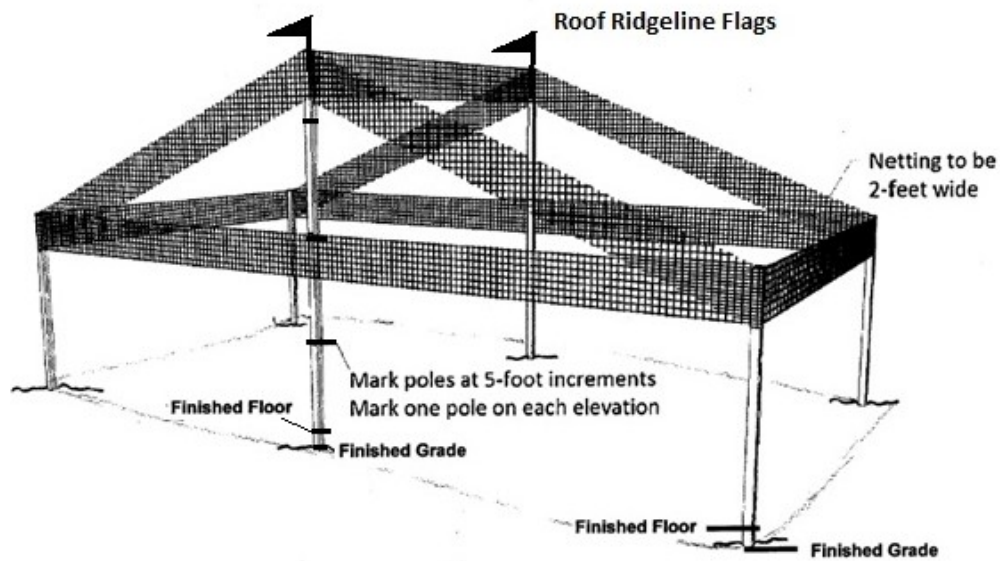 Roof Ridgeline Flags
Netting to be
2-feet wide
Mark poles at 5-foot increments
Mark one pole on each elevation
Finished Floor
Finished Grade
Finished Floor
Finished Grade